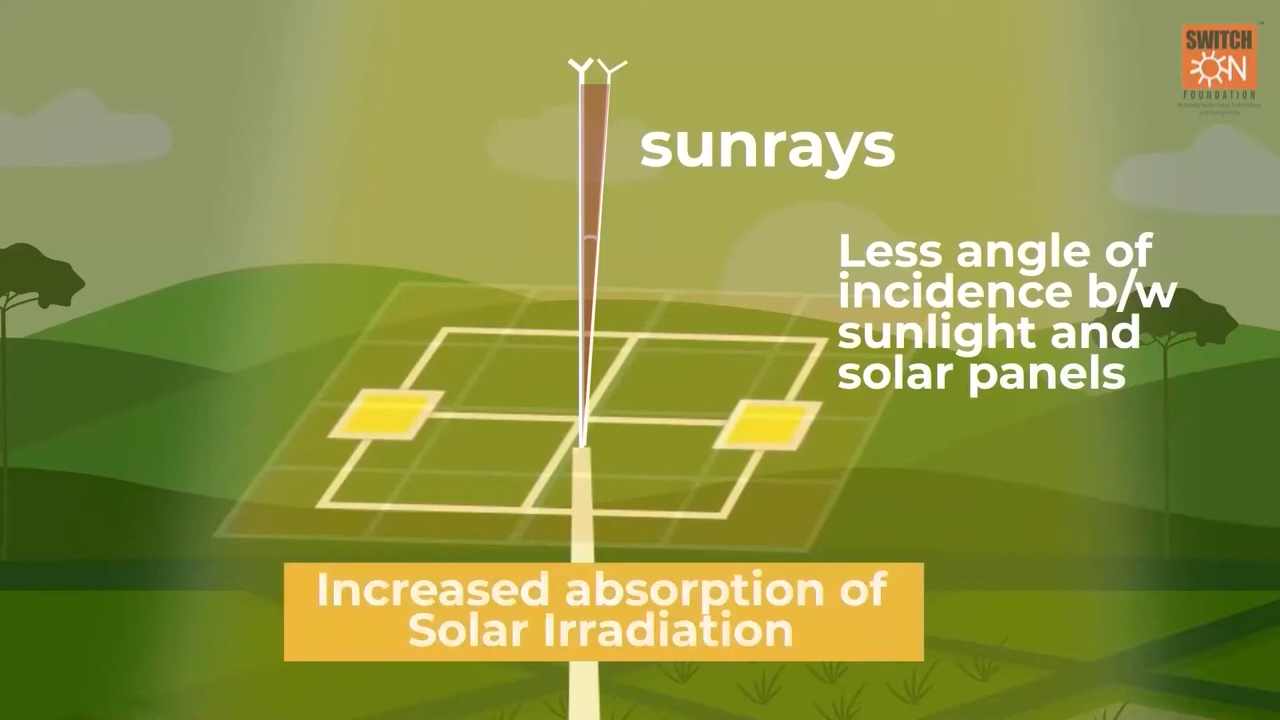 SWITCH
ON
FOUNDATION
sunrays
Less angle of
incidence b/w
sunlight and
solar panels
Increased absorption of
Solar Irradiation